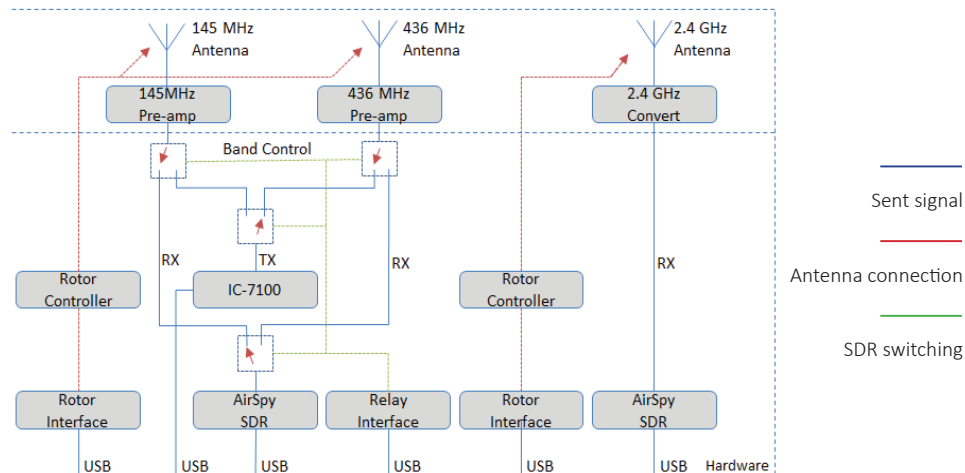 145 MHz
Antenna
436 MHz
Antenna
2.4 GHz
Antenna
145MHz
Pre-amp
436 MHz
Pre-amp
2.4 GHz
Convert
Band Control
RX
TX
RX
RX
Rotor
Controller
IC-7100
Rotor
Controller
Rotor
Interface
AirSpy
SDR
Relay
Interface
Rotor
Interface
AirSpy
SDR
USB
USB
USB
USB
USB
USB
Hardware
Sent signal
Antenna connection
SDR switching